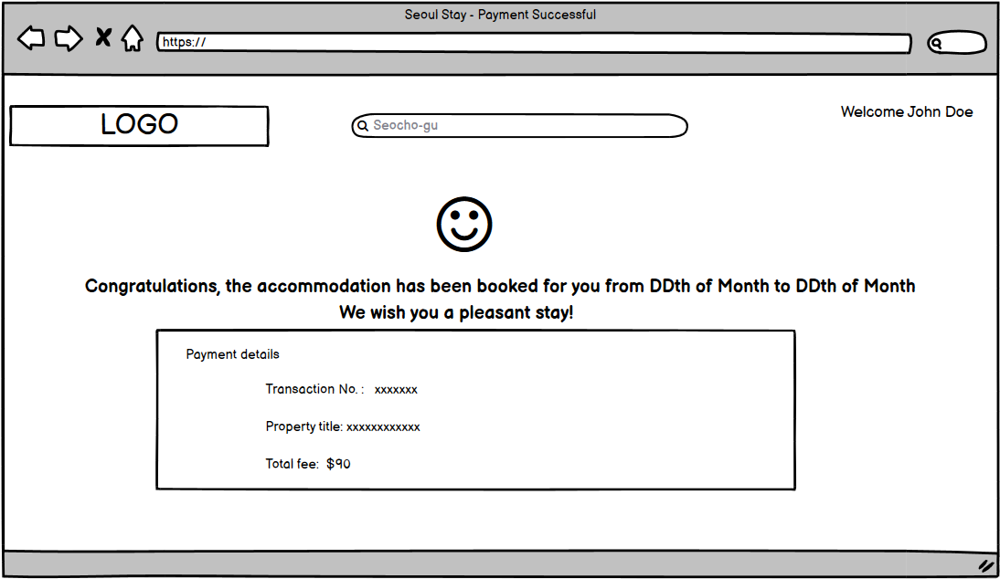 Seoul Stay - Payment Successful
https://
LOGO
Seocho-gu
Welcome John Doe
Congratulations, the accommodation has been booked for you from DDth of Month to DDth of Month
We wish you a pleasant stay!
Payment details
Transaction No. : xxxxxxx
Property title: xxxxxxxxxxxx
Total fee: $90